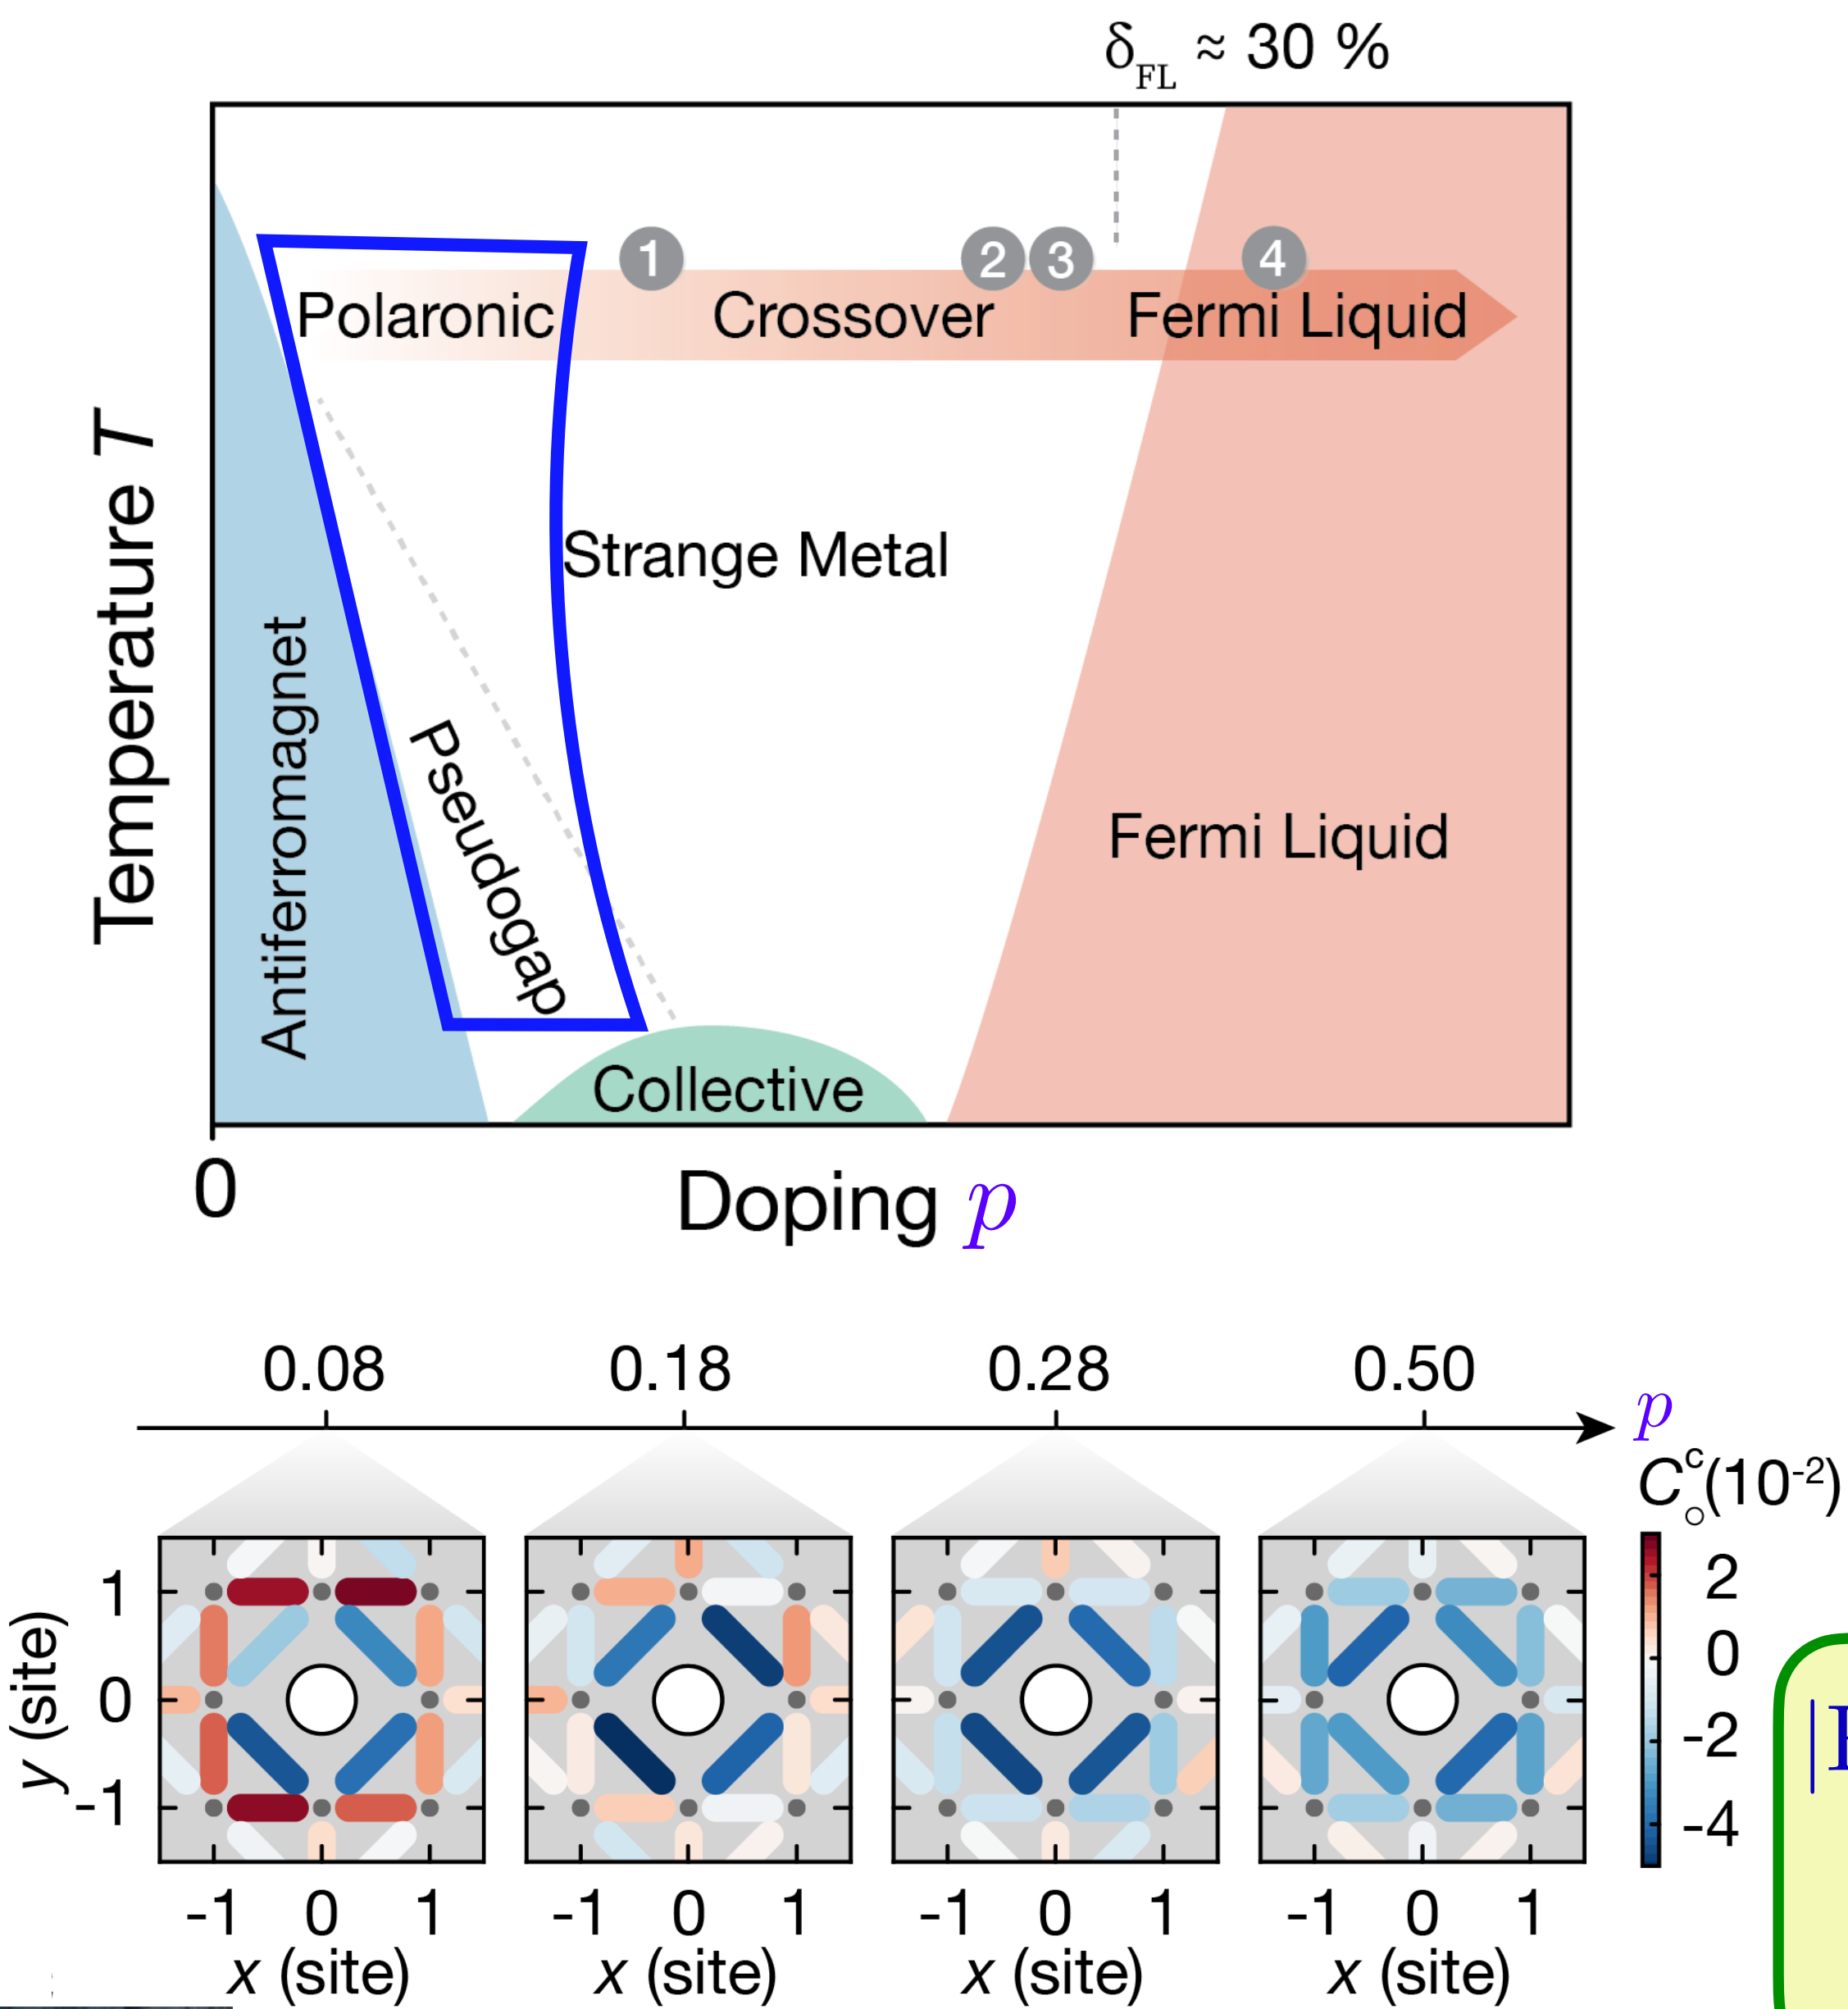 δ_FL ≈ 30 %
1 2 3 4
Polaronic Crossover Fermi Liquid
Strange Metal
Temperature T
Antiferromagnet
Pseudogap
Fermi Liquid
Collective
0
Doping p
0.08 0.18 0.28 0.50
p
C_○^c (10^-2)
2
0
-2
-4
y (site)
1
0
-1
-1 0 1 -1 0 1 -1 0 1 -1 0 1
x (site) x (site) x (site) x (site)